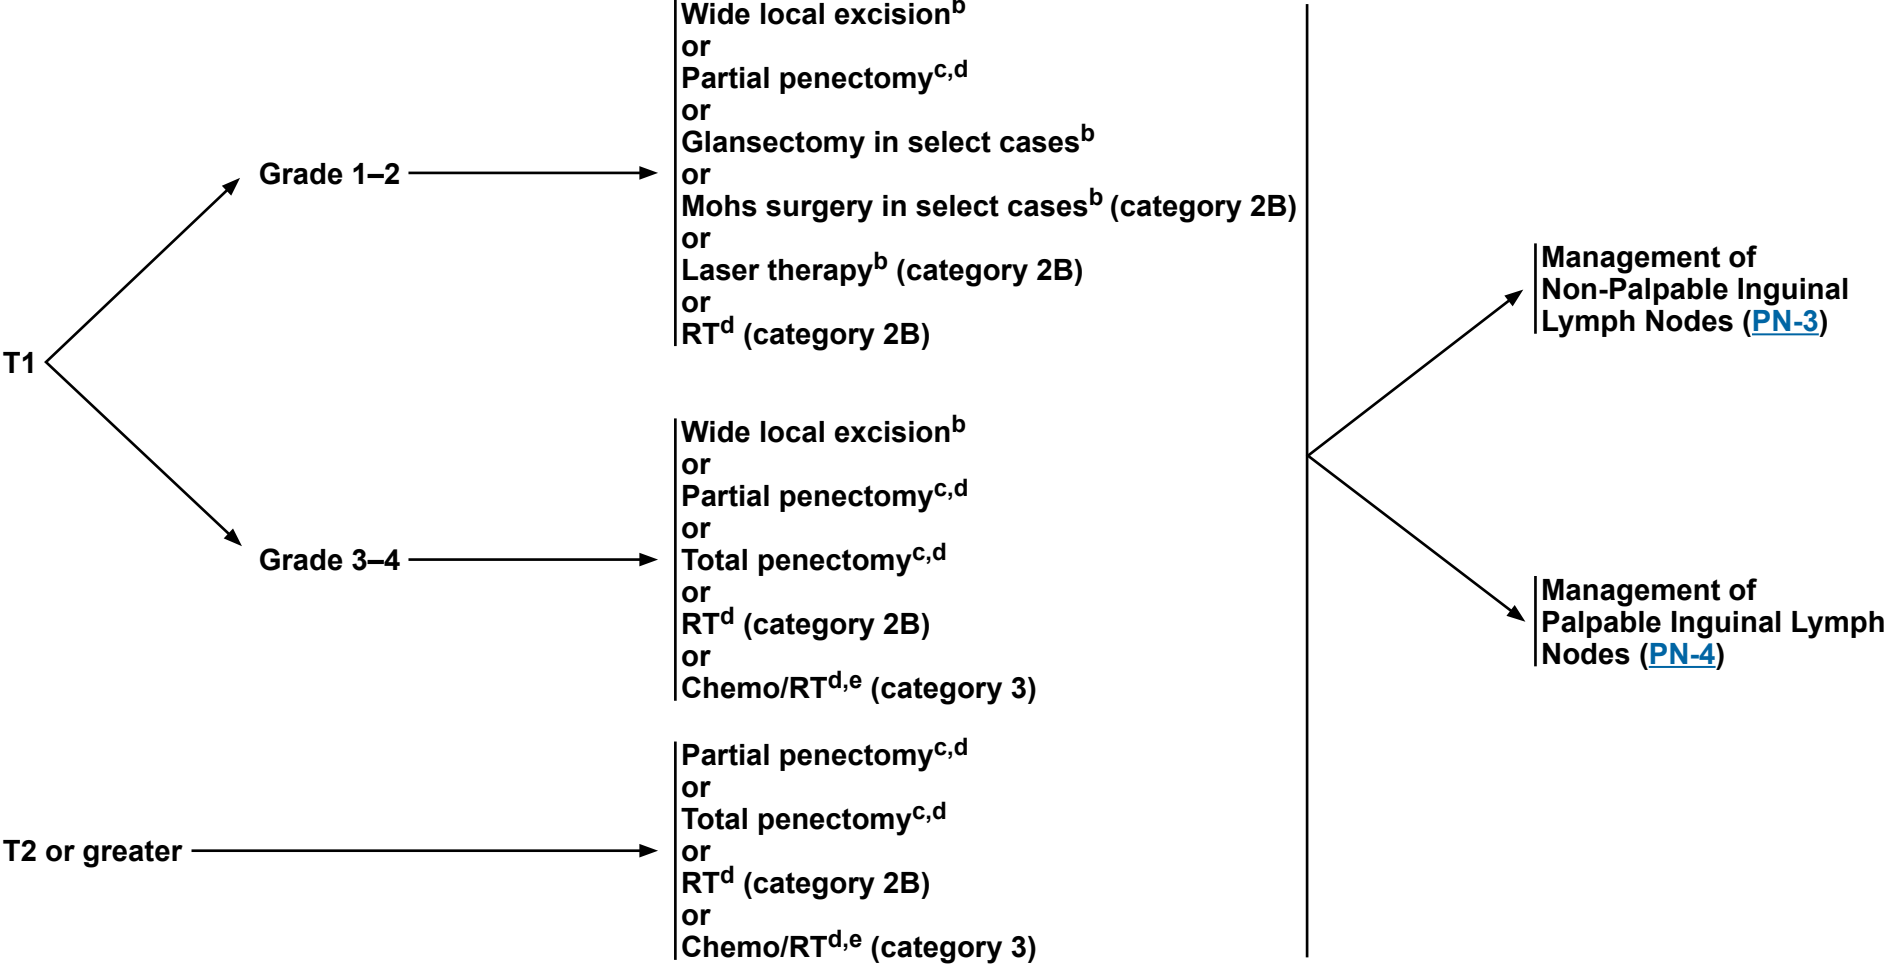 T1
Grade 1–2
Wide local excisionᵇ
or
Partial penectomyᶜ,ᵈ
or
Glansectomy in select casesᵇ
or
Mohs surgery in select casesᵇ (category 2B)
or
Laser therapyᵇ (category 2B)
or
RTᵈ (category 2B)
Grade 3–4
Wide local excisionᵇ
or
Partial penectomyᶜ,ᵈ
or
Total penectomyᶜ,ᵈ
or
RTᵈ (category 2B)
or
Chemo/RTᵈ,ᵉ (category 3)
T2 or greater
Partial penectomyᶜ,ᵈ
or
Total penectomyᶜ,ᵈ
or
RTᵈ (category 2B)
or
Chemo/RTᵈ,ᵉ (category 3)
Management of
Non-Palpable Inguinal
Lymph Nodes (PN-3)
Management of
Palpable Inguinal Lymph
Nodes (PN-4)